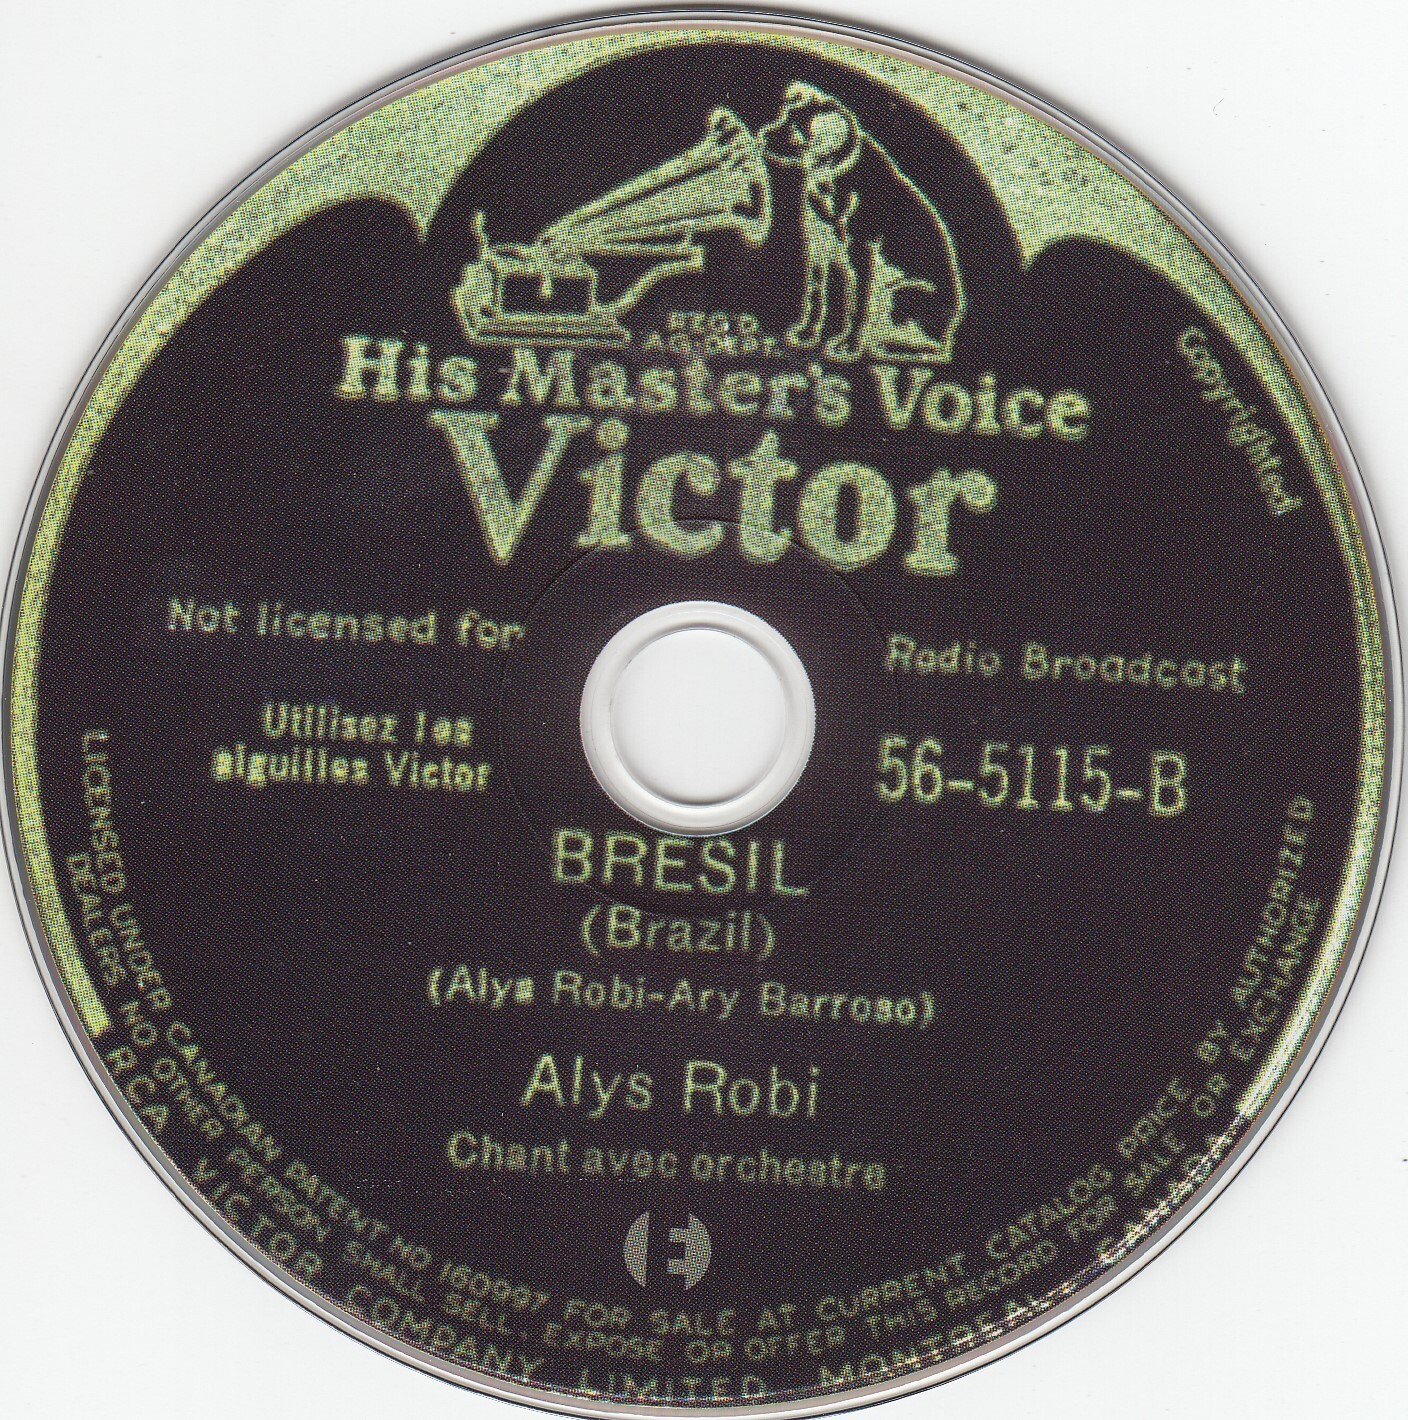 His Master's Voice
Victor
Copyrighted
Not licensed for Radio Broadcast
Utilisez les
aiguilles Victor
56-5115-B
BRESIL
(Brazil)
(Alys Robi-Ary Barroso)
Alys Robi
Chant avec orchestre
E
LICENSED UNDER CANADIAN PATENT NO 160997 FOR SALE AT CURRENT CATALOG PRICE BY AUTHORIZED
DEALERS NO OTHER PERSON SHALL SELL, EXPOSE OR OFFER THIS RECORD FOR SALE OR EXCHANGE
RCA VICTOR COMPANY LIMITED, MONTREAL CANADA